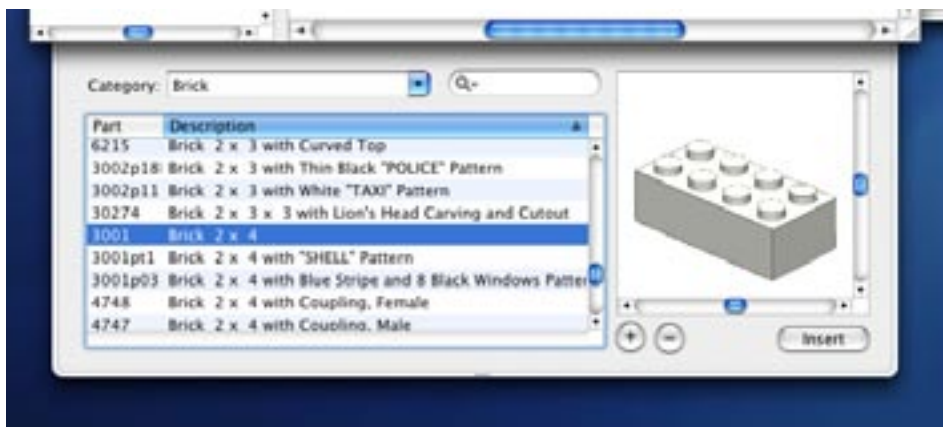 Category: Brick
Part Description
6215 Brick 2 x 3 with Curved Top
3002p18 Brick 2 x 3 with Thin Black "POLICE" Pattern
3002p11 Brick 2 x 3 with White "TAXI" Pattern
30274 Brick 2 x 3 x 3 with Lion's Head Carving and Cutout
3001 Brick 2 x 4
3001pt1 Brick 2 x 4 with "SHELL" Pattern
3001p03 Brick 2 x 4 with Blue Stripe and 8 Black Windows Patter
4748 Brick 2 x 4 with Coupling, Female
4747 Brick 2 x 4 with Coupling, Male
Insert